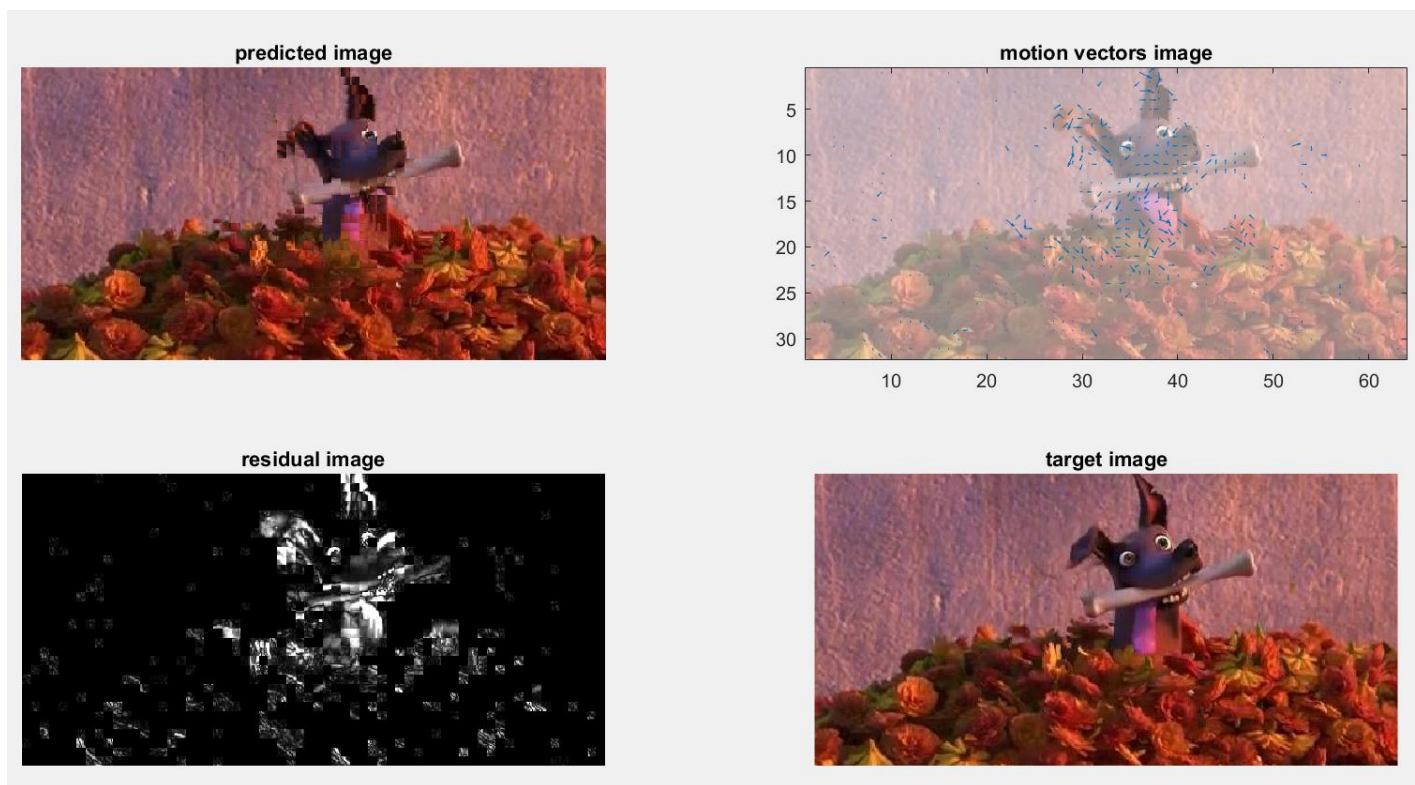 predicted image
motion vectors image
5
10
15
20
25
30
10 20 30 40 50 60
residual image
target image